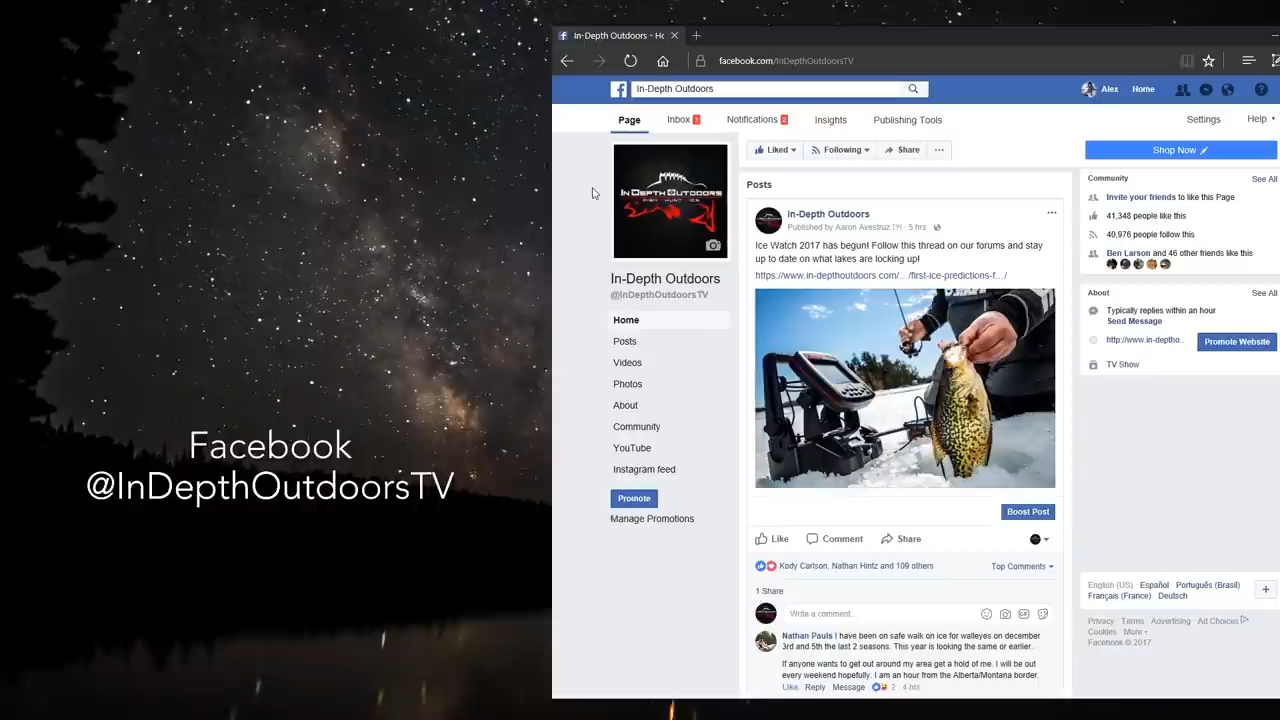 Facebook
@InDepthOutdoorsTV
In-Depth Outdoors - Ho
facebook.com/InDepthOutdoorsTV
In-Depth Outdoors
Alex
Home
Page
Inbox 1
Notifications 2
Insights
Publishing Tools
Settings
Help
IN DEPTH OUTDOORS
FISH HUNT ICE
In-Depth Outdoors
@InDepthOutdoorsTV
Home
Posts
Videos
Photos
About
Community
YouTube
Instagram feed
Promote
Manage Promotions
Liked
Following
Share
Shop Now
Posts
In-Depth Outdoors
Published by Aaron Avestruz [?] · 5 hrs ·
Ice Watch 2017 has begun! Follow this thread on our forums and stay
up to date on what lakes are locking up!
https://www.in-depthoutdoors.com/…/first-ice-predictions-f…/
Boost Post
Like
Comment
Share
Kody Carlson, Nathan Hintz and 109 others
Top Comments
1 Share
Write a comment...
Nathan Pauls I have been on safe walk on ice for walleyes on december
3rd and 5th the last 2 seasons. This year is looking the same or earlier..
If anyone wants to get out around my area get a hold of me. I will be out
every weekend hopefully. I am an hour from the Alberta/Montana border.
Like · Reply · Message · 2 · 4 hrs
Community
See All
Invite your friends to like this Page
41,348 people like this
40,976 people follow this
Ben Larson and 46 other friends like this
About
See All
Typically replies within an hour
Send Message
http://www.in-deptho..
Promote Website
TV Show
English (US) · Español · Português (Brasil) ·
Français (France) · Deutsch
Privacy · Terms · Advertising · Ad Choices ·
Cookies · More
Facebook © 2017